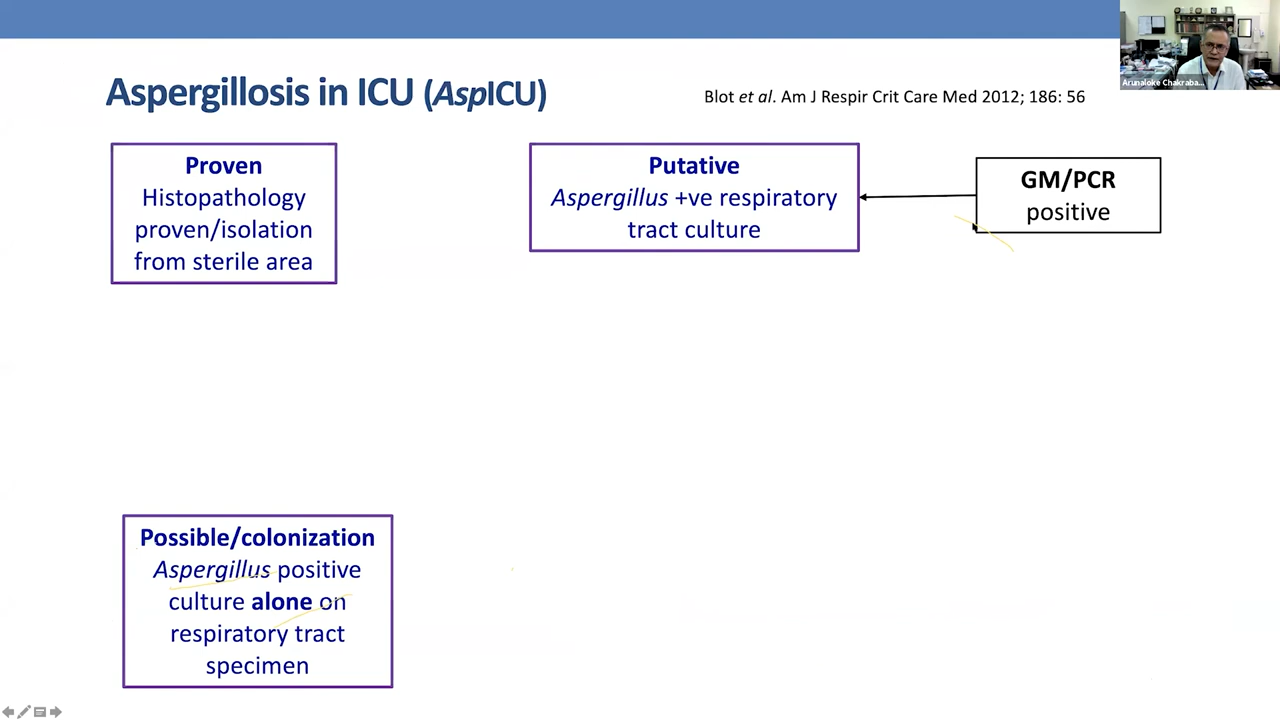 Arunaloke Chakraba...
Aspergillosis in ICU (AspICU)
Blot et al. Am J Respir Crit Care Med 2012; 186: 56
Proven
Histopathology
proven/isolation
from sterile area
Putative
Aspergillus +ve respiratory
tract culture
GM/PCR
positive
Possible/colonization
Aspergillus positive
culture alone on
respiratory tract
specimen